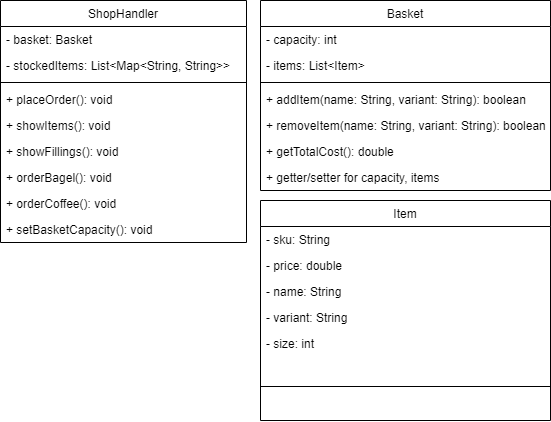 ShopHandler
- basket: Basket
- stockedItems: List<Map<String, String>>
+ placeOrder(): void
+ showItems(): void
+ showFillings(): void
+ orderBagel(): void
+ orderCoffee(): void
+ setBasketCapacity(): void
Basket
- capacity: int
- items: List<Item>
+ addItem(name: String, variant: String): boolean
+ removeItem(name: String, variant: String): boolean
+ getTotalCost(): double
+ getter/setter for capacity, items
Item
- sku: String
- price: double
- name: String
- variant: String
- size: int